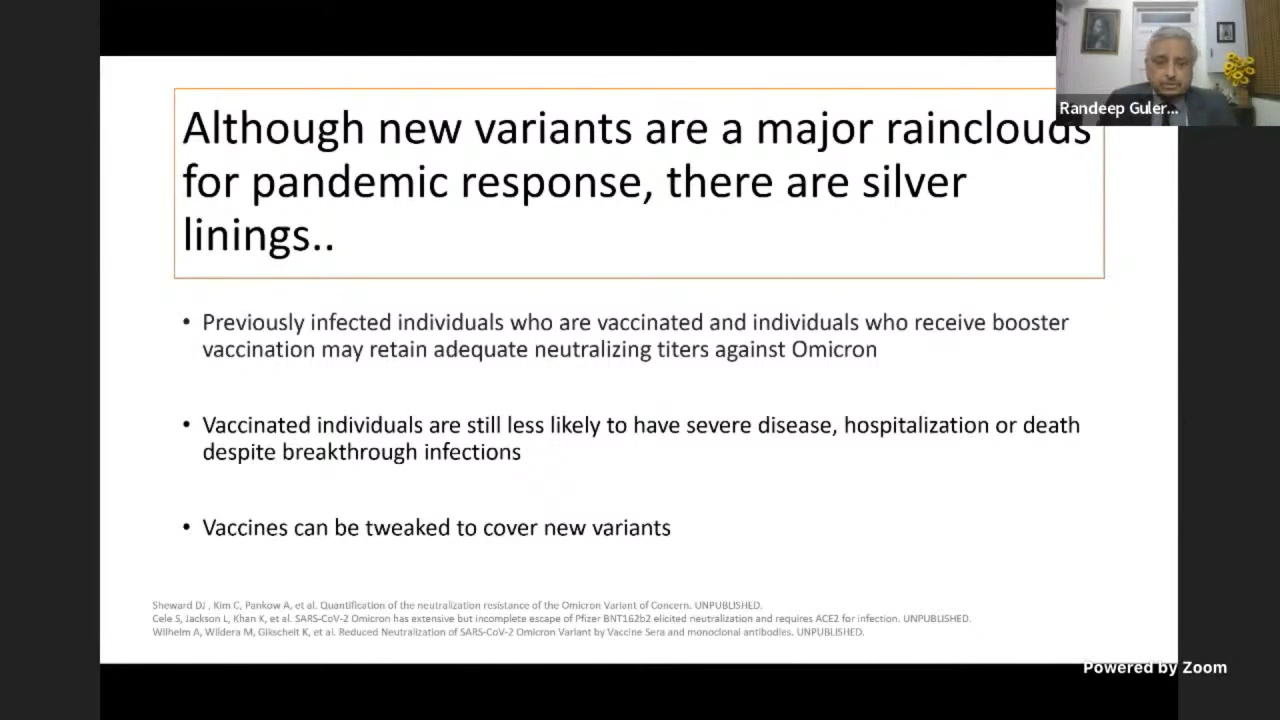 Although new variants are a major rainclouds
for pandemic response, there are silver
linings..
Randeep Guler...
• Previously infected individuals who are vaccinated and individuals who receive booster
vaccination may retain adequate neutralizing titers against Omicron
• Vaccinated individuals are still less likely to have severe disease, hospitalization or death
despite breakthrough infections
• Vaccines can be tweaked to cover new variants
Sheward DJ , Kim C, Pankow A, et al. Quantification of the neutralization resistance of the Omicron Variant of Concern. UNPUBLISHED.
Cele S, Jackson L, Khan K, et al. SARS-CoV-2 Omicron has extensive but incomplete escape of Pfizer BNT162b2 elicited neutralization and requires ACE2 for infection. UNPUBLISHED.
Wilhelm A, Wildera M, Gikscheit K, et al. Reduced Neutralization of SARS-CoV-2 Omicron Variant by Vaccine Sera and monoclonal antibodies. UNPUBLISHED.
Powered by Zoom